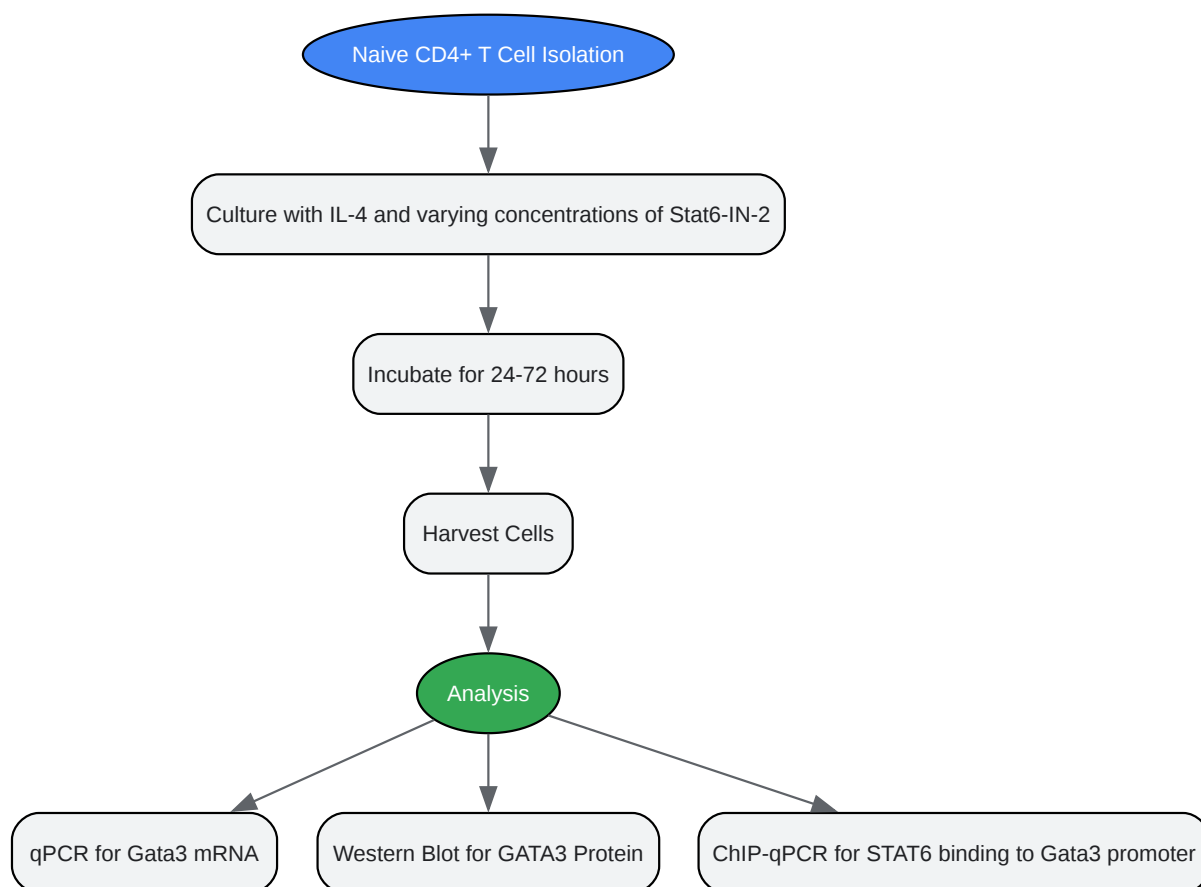 Naive CD4+ T Cell Isolation
Culture with IL-4 and varying concentrations of Stat6-IN-2
Incubate for 24-72 hours
Harvest Cells
Analysis
qPCR for Gata3 mRNA
Western Blot for GATA3 Protein
ChIP-qPCR for STAT6 binding to Gata3 promoter